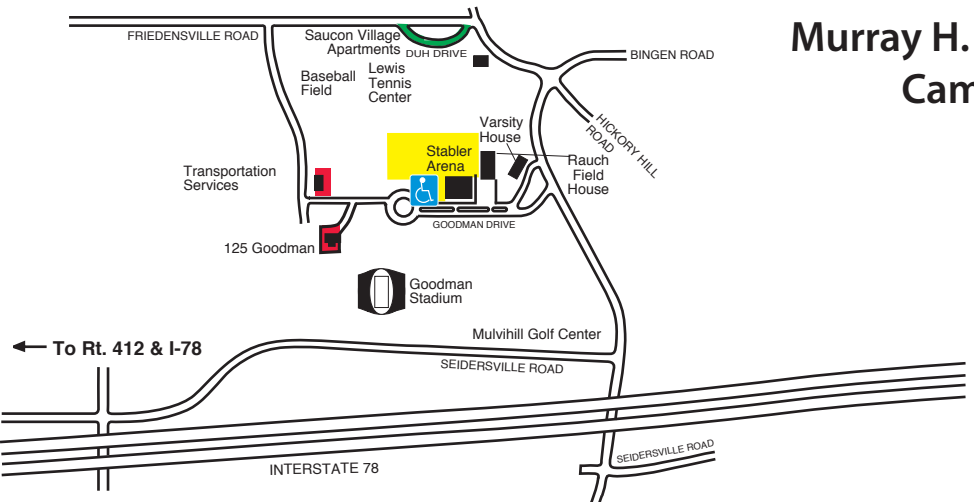 Murray H.
Cam
FRIEDENSVILLE ROAD
Saucon Village
Apartments
DUH DRIVE
BINGEN ROAD
Baseball
Field
Lewis
Tennis
Center
HICKORY HILL
ROAD
Varsity
House
Stabler
Arena
Rauch
Field
House
Transportation
Services
GOODMAN DRIVE
125 Goodman
Goodman
Stadium
Mulvihill Golf Center
To Rt. 412 & I-78
SEIDERSVILLE ROAD
SEIDERSVILLE ROAD
INTERSTATE 78